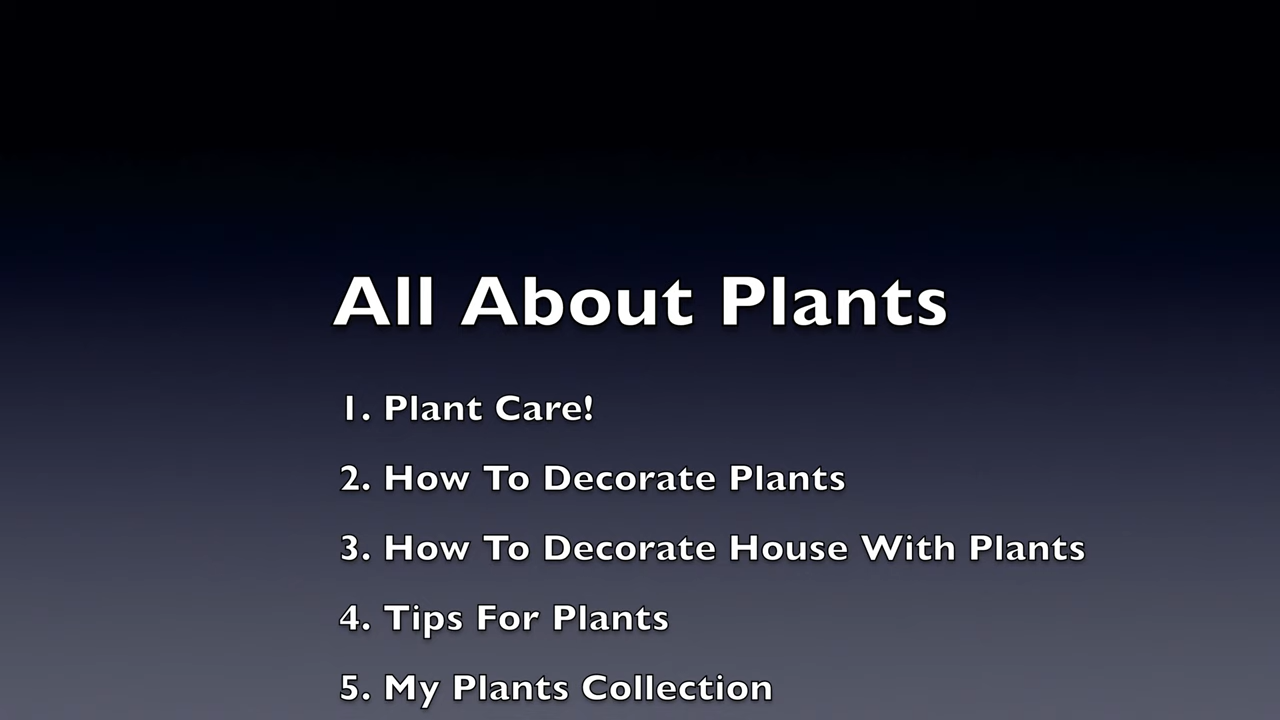 All About Plants
1. Plant Care!
2. How To Decorate Plants
3. How To Decorate House With Plants
4. Tips For Plants
5. My Plants Collection